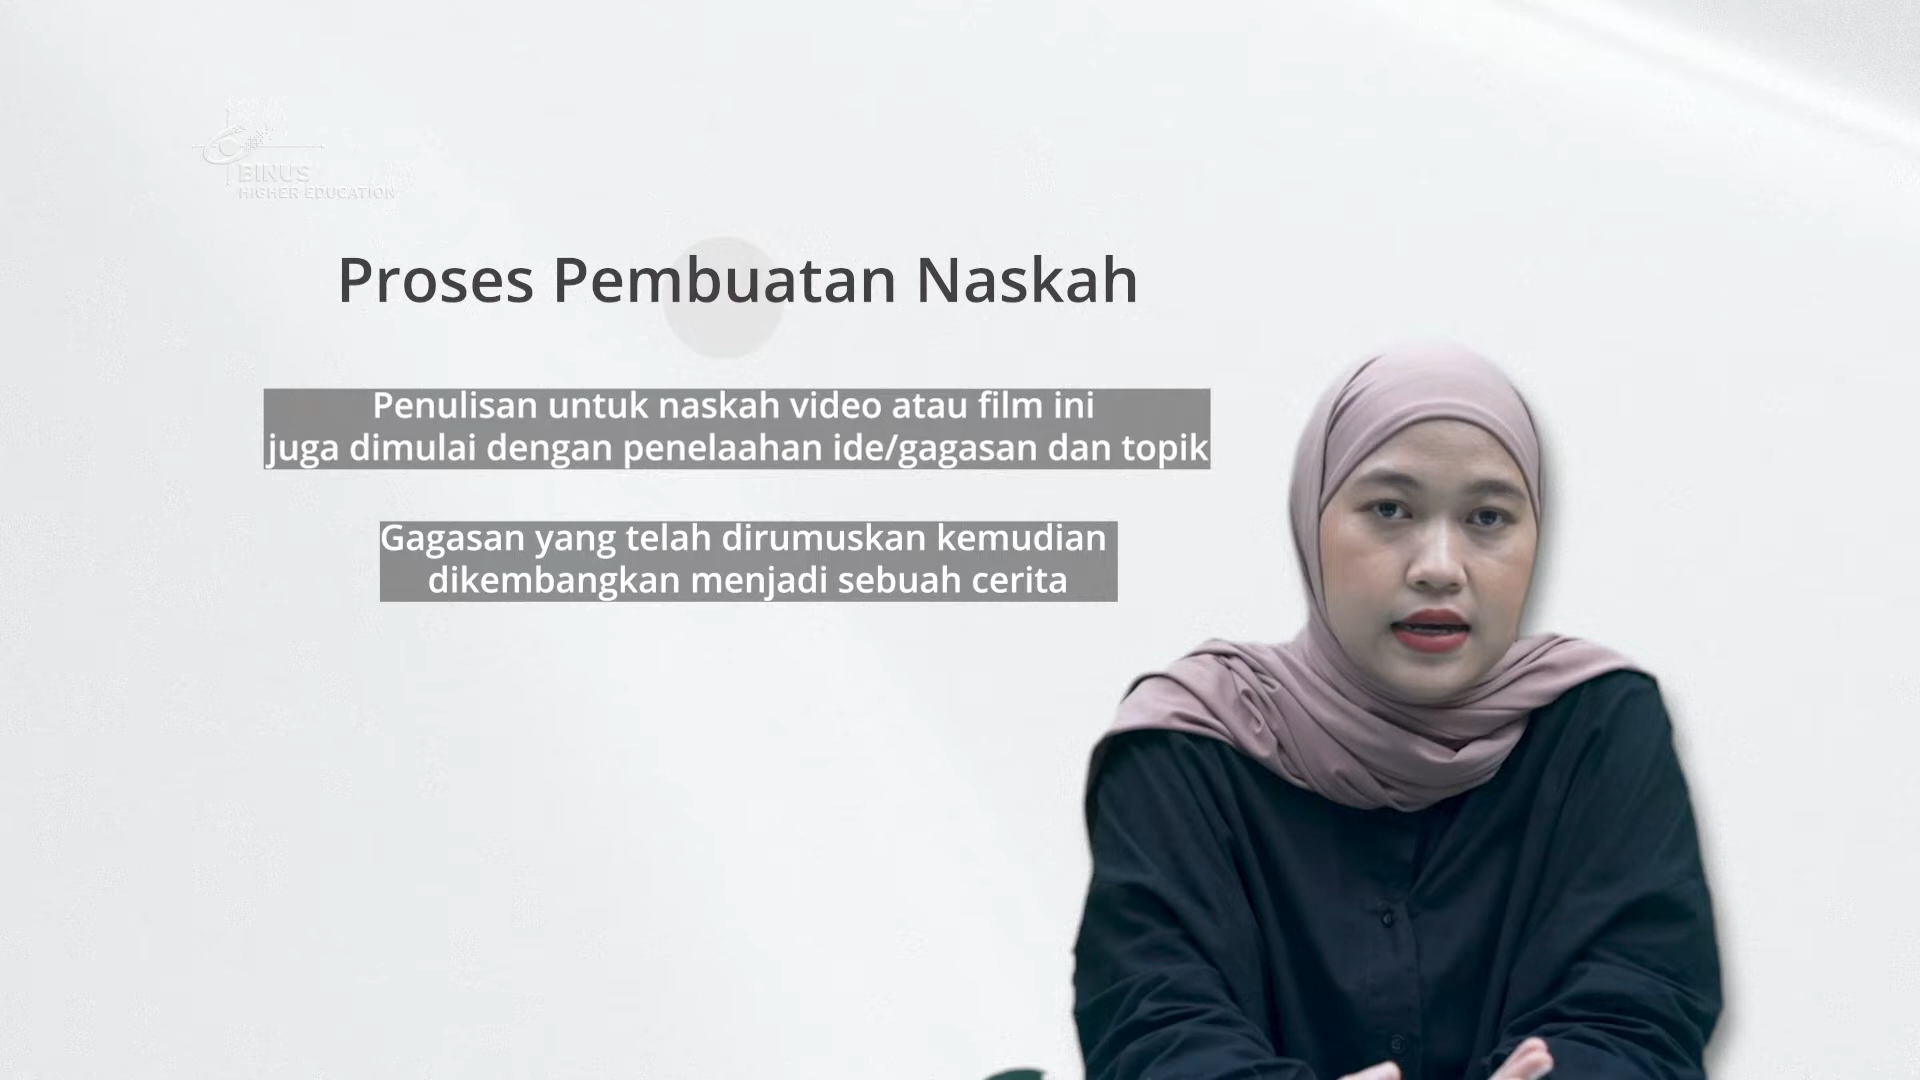 BINUS
HIGHER EDUCATION
Proses Pembuatan Naskah
Penulisan untuk naskah video atau film ini
juga dimulai dengan penelaahan ide/gagasan dan topik
Gagasan yang telah dirumuskan kemudian
dikembangkan menjadi sebuah cerita